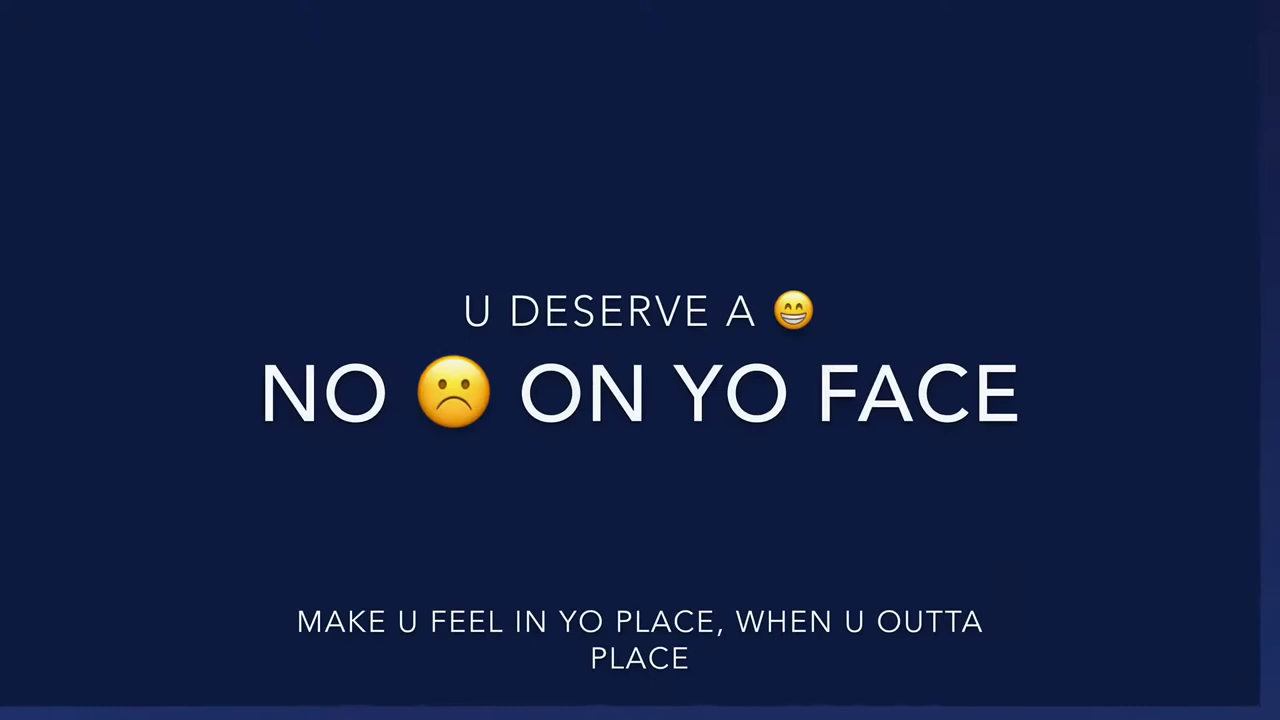 U DESERVE A 😁
NO ☹️ ON YO FACE
MAKE U FEEL IN YO PLACE, WHEN U OUTTA
PLACE